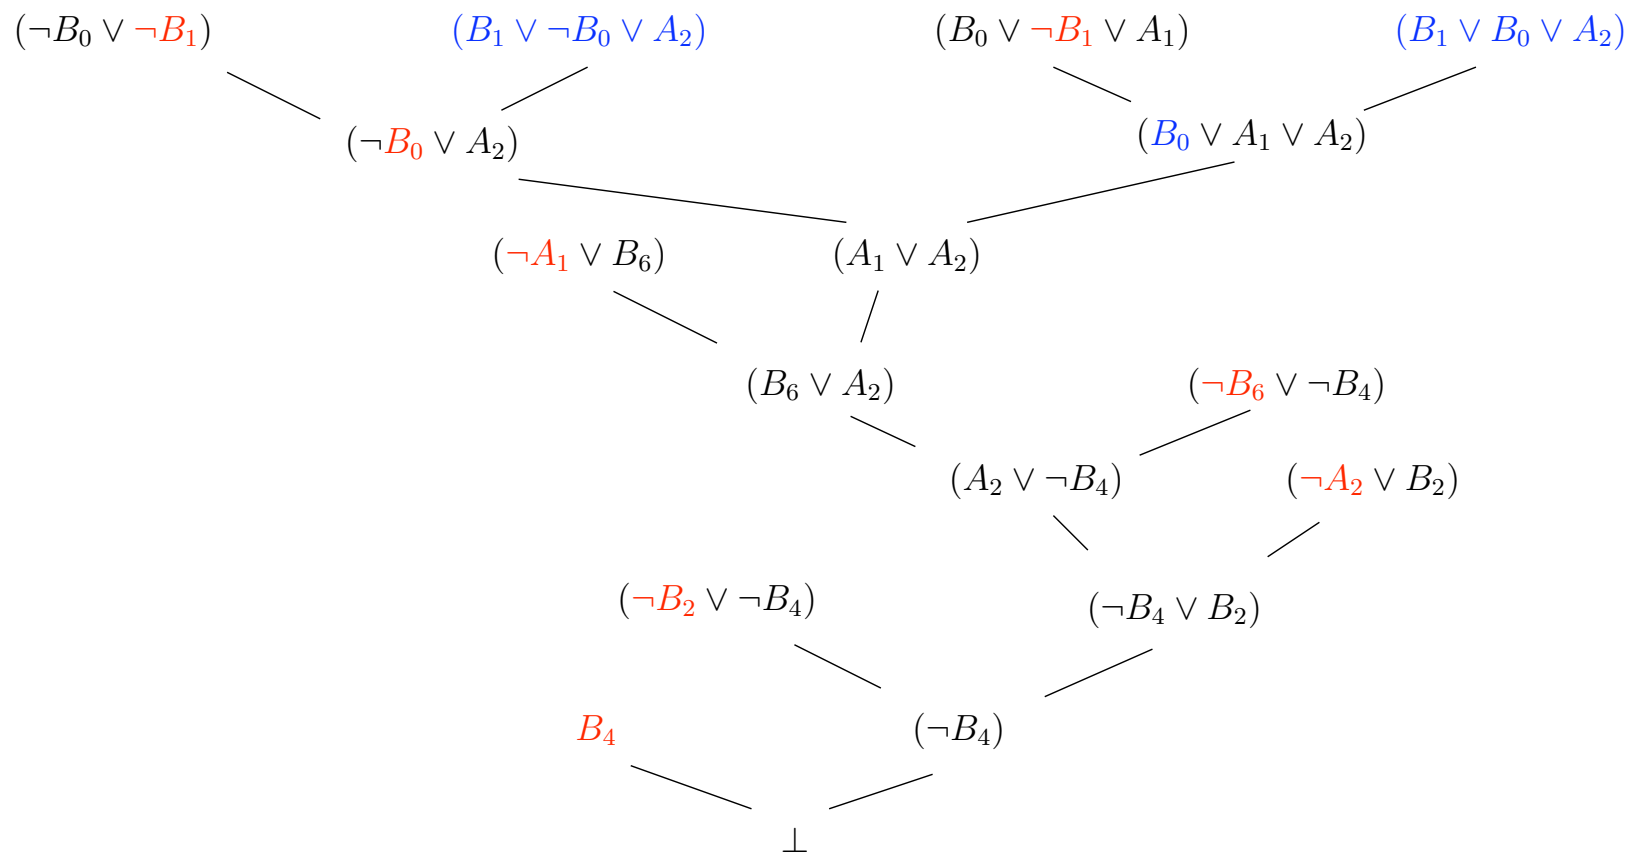 (¬B₀ ∨ ¬B₁) (B₁ ∨ ¬B₀ ∨ A₂) (B₀ ∨ ¬B₁ ∨ A₁) (B₁ ∨ B₀ ∨ A₂)
(¬B₀ ∨ A₂) (B₀ ∨ A₁ ∨ A₂)
(¬A₁ ∨ B₆) (A₁ ∨ A₂)
(B₆ ∨ A₂) (¬B₆ ∨ ¬B₄)
(A₂ ∨ ¬B₄) (¬A₂ ∨ B₂)
(¬B₂ ∨ ¬B₄) (¬B₄ ∨ B₂)
B₄ (¬B₄)
⊥